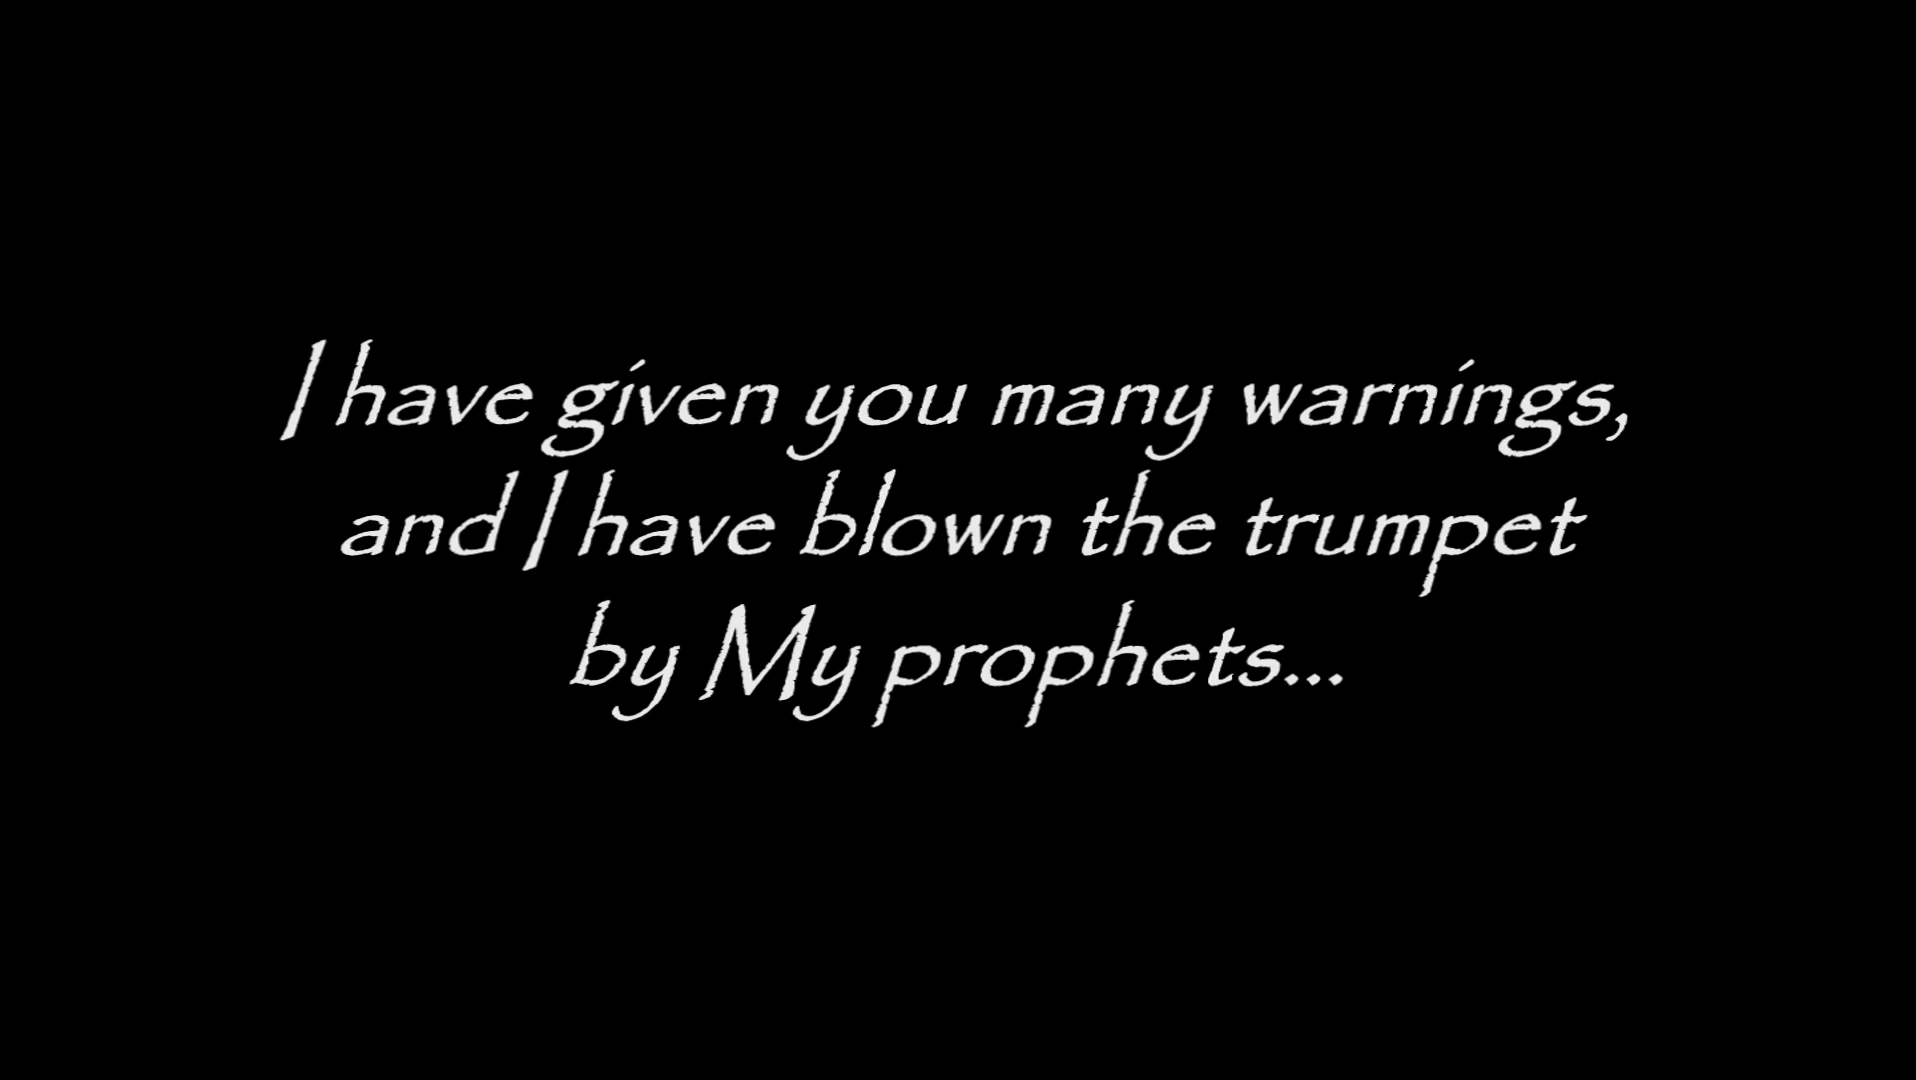 I have given you many warnings,
and I have blown the trumpet
by My prophets...